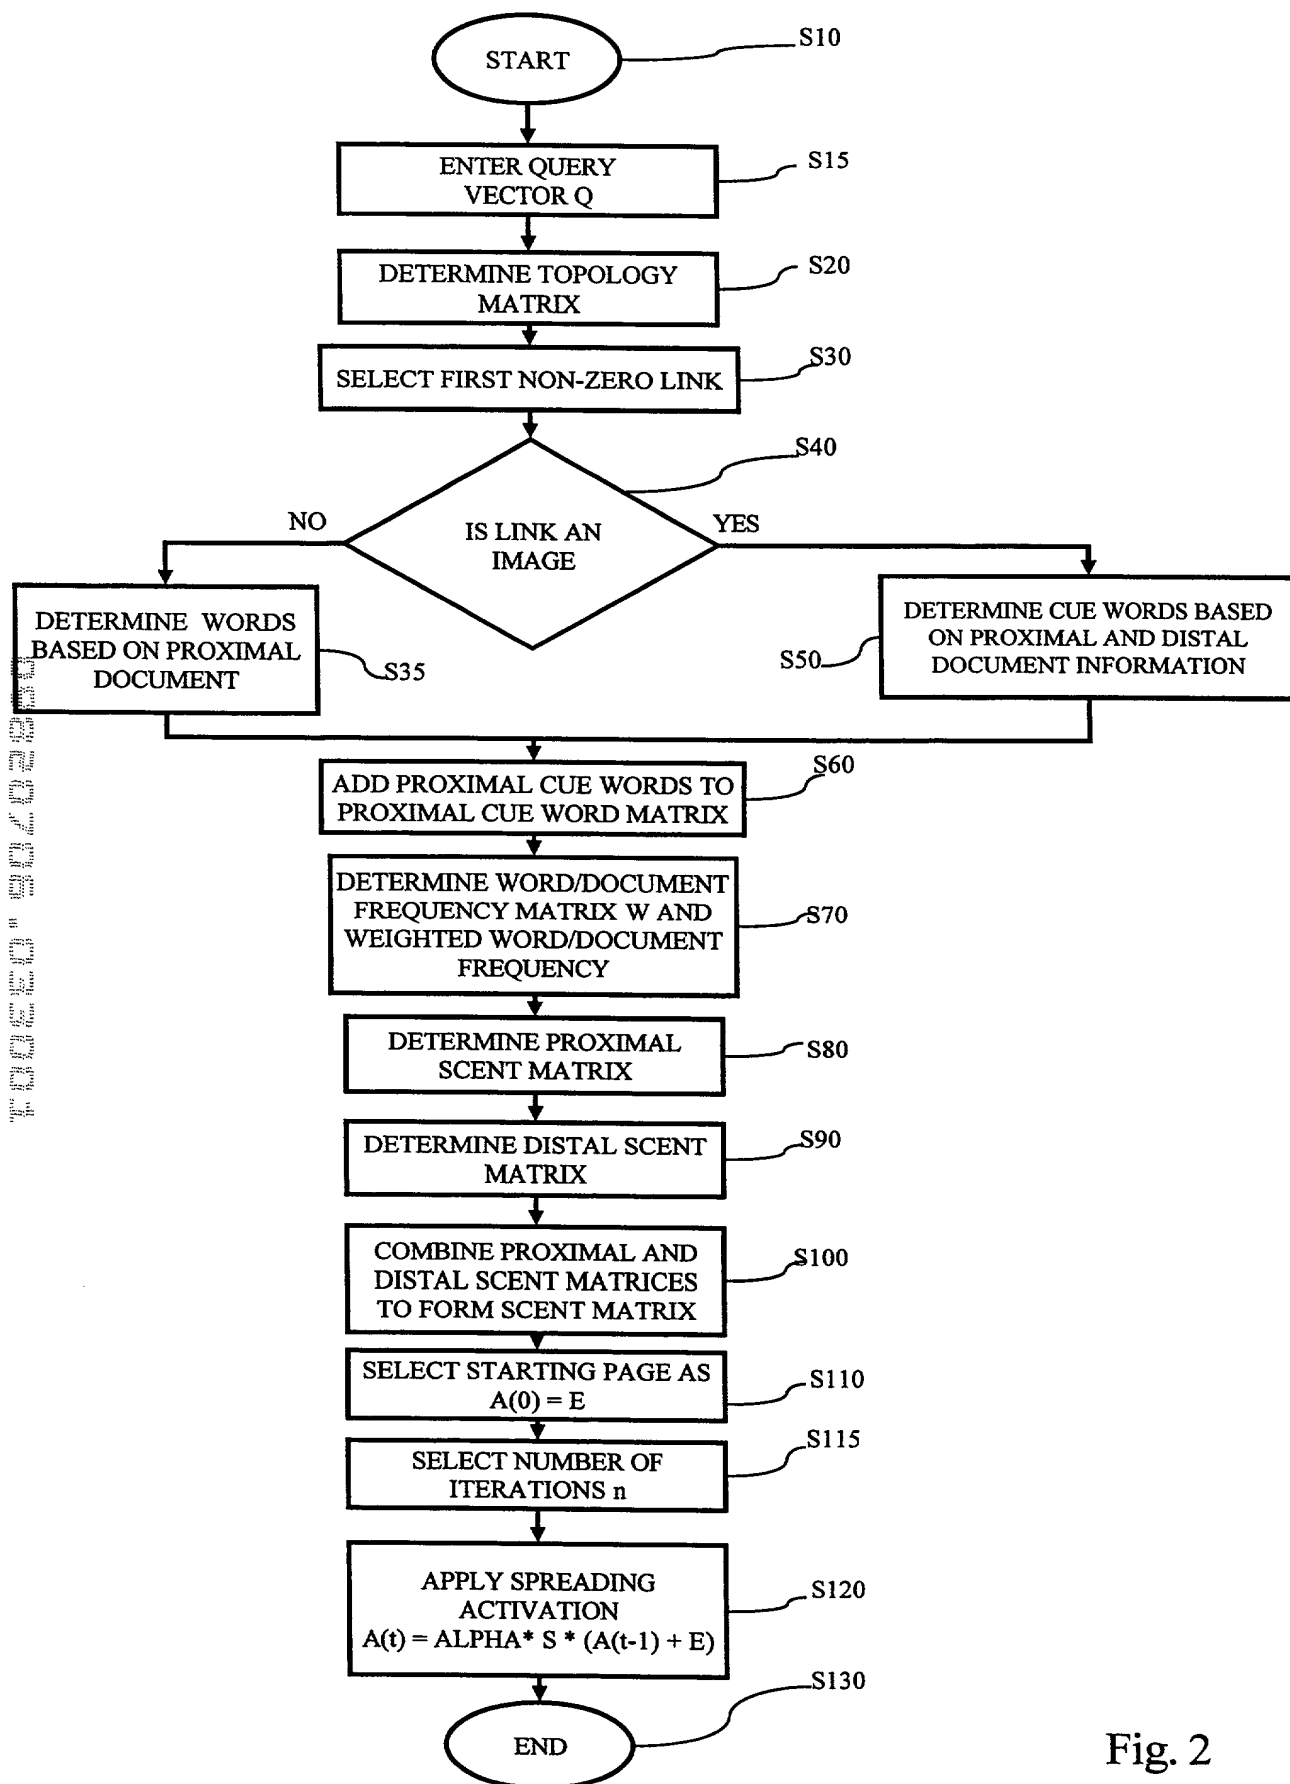 START
S10
ENTER QUERY
VECTOR Q
S15
DETERMINE TOPOLOGY
MATRIX
S20
SELECT FIRST NON-ZERO LINK
S30
S40
IS LINK AN
IMAGE
NO
YES
DETERMINE WORDS
BASED ON PROXIMAL
DOCUMENT
S35
DETERMINE CUE WORDS BASED
ON PROXIMAL AND DISTAL
DOCUMENT INFORMATION
S50
ADD PROXIMAL CUE WORDS TO
PROXIMAL CUE WORD MATRIX
S60
DETERMINE WORD/DOCUMENT
FREQUENCY MATRIX W AND
WEIGHTED WORD/DOCUMENT
FREQUENCY
S70
DETERMINE PROXIMAL
SCENT MATRIX
S80
DETERMINE DISTAL SCENT
MATRIX
S90
COMBINE PROXIMAL AND
DISTAL SCENT MATRICES
TO FORM SCENT MATRIX
S100
SELECT STARTING PAGE AS
A(0) = E
S110
SELECT NUMBER OF
ITERATIONS n
S115
APPLY SPREADING
ACTIVATION
A(t) = ALPHA* S * (A(t-1) + E)
S120
END
S130
Fig. 2